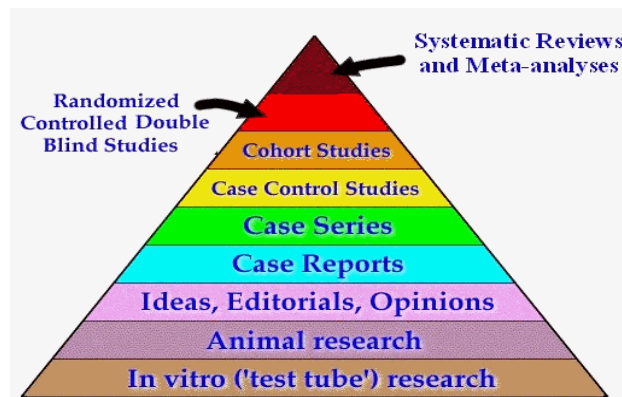 Systematic Reviews
and Meta-analyses
Randomized
Controlled Double
Blind Studies
Cohort Studies
Case Control Studies
Case Series
Case Reports
Ideas, Editorials, Opinions
Animal research
In vitro ('test tube') research